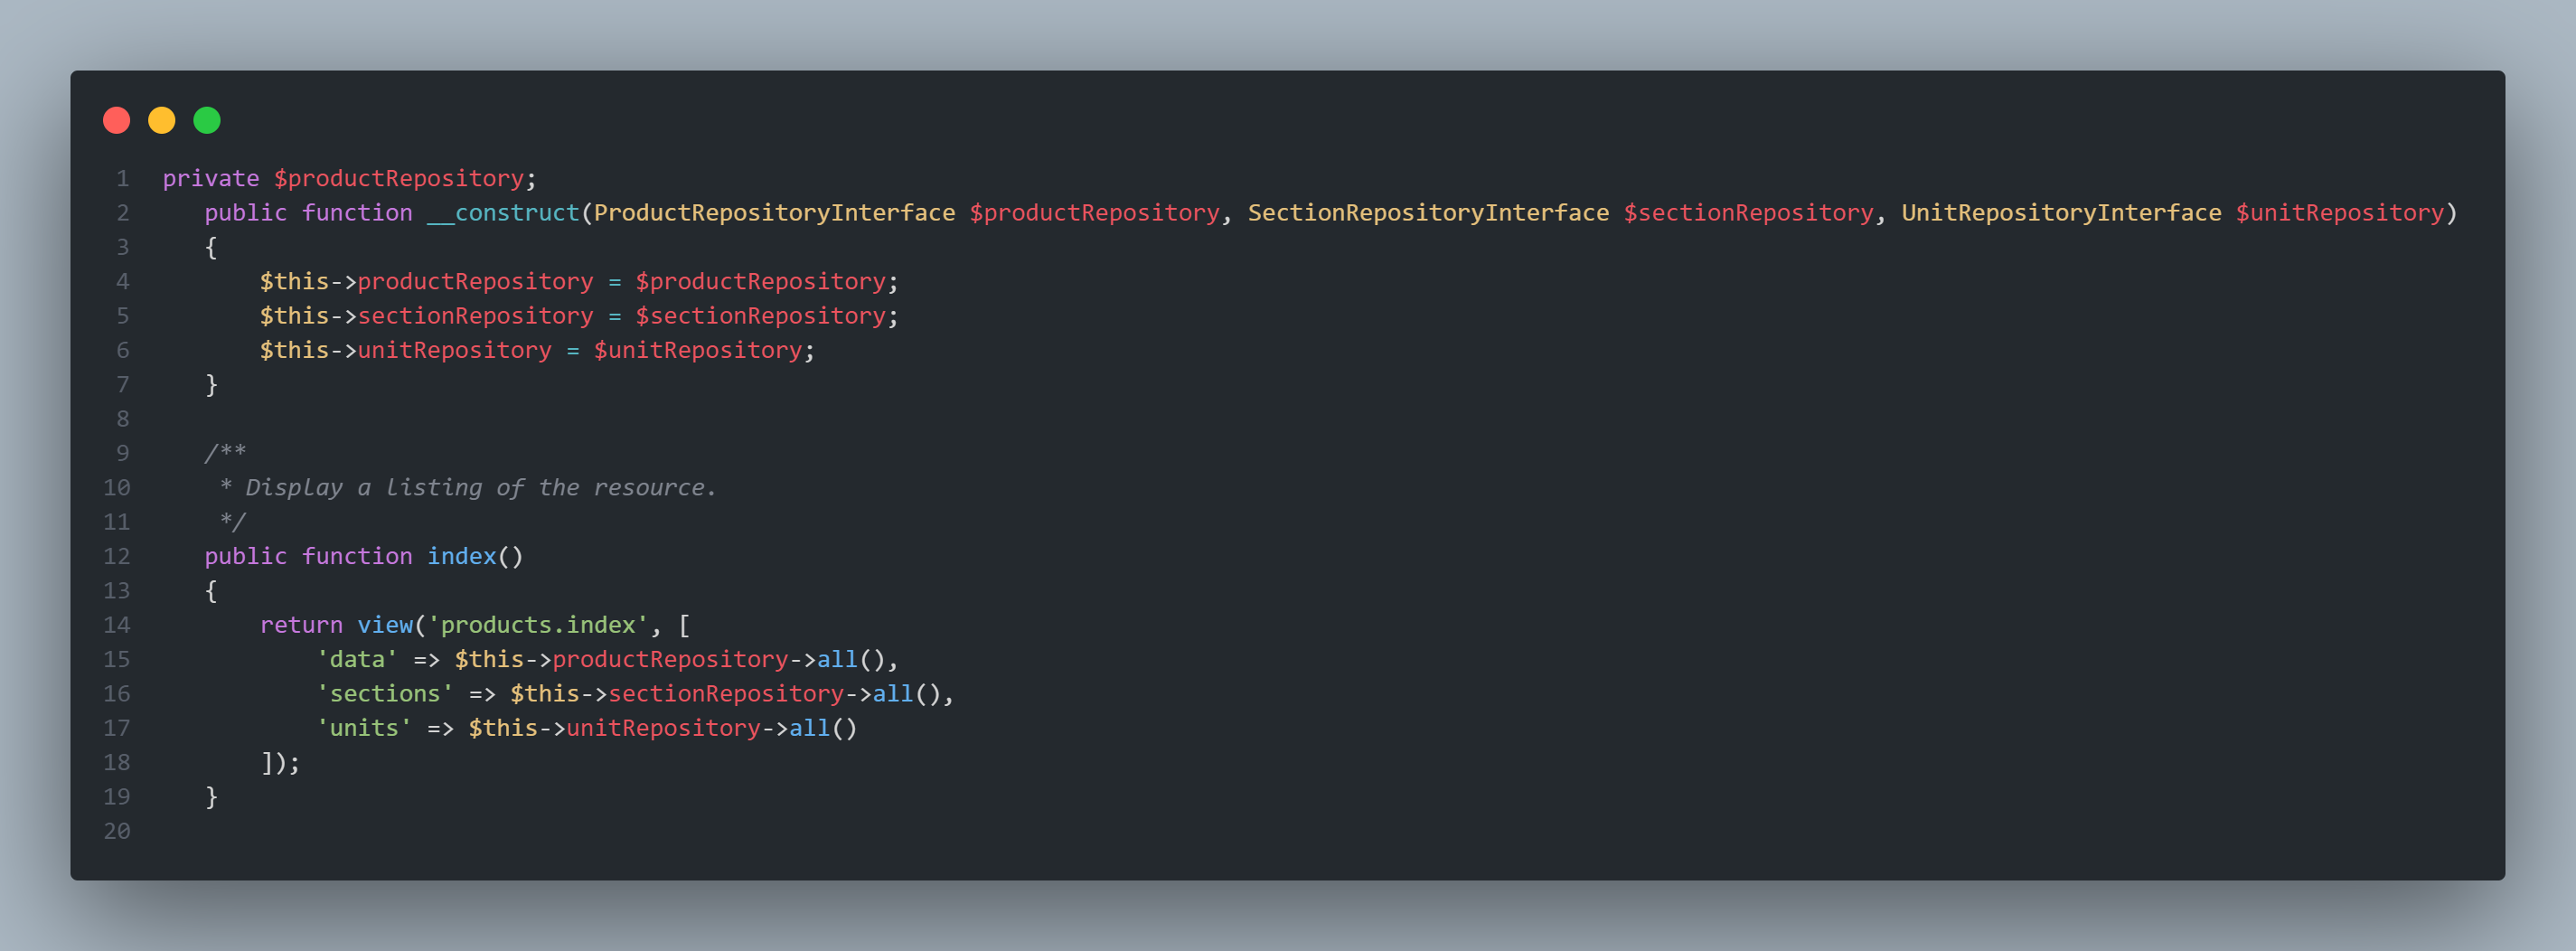 1 private $productRepository;
2    public function __construct(ProductRepositoryInterface $productRepository, SectionRepositoryInterface $sectionRepository, UnitRepositoryInterface $unitRepository)
3    {
4        $this->productRepository = $productRepository;
5        $this->sectionRepository = $sectionRepository;
6        $this->unitRepository = $unitRepository;
7    }
8
9    /**
10     * Display a listing of the resource.
11     */
12    public function index()
13    {
14        return view('products.index', [
15            'data' => $this->productRepository->all(),
16            'sections' => $this->sectionRepository->all(),
17            'units' => $this->unitRepository->all()
18        ]);
19    }
20